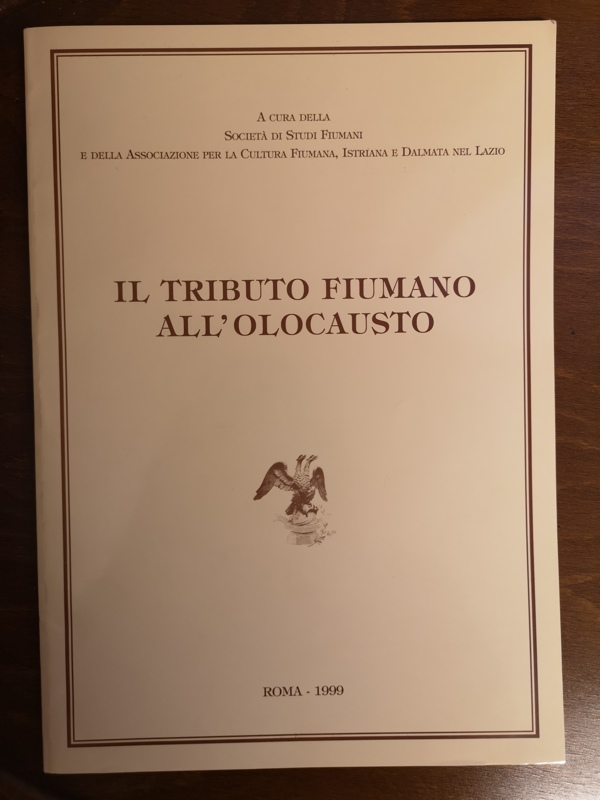 A CURA DELLA
SOCIETÀ DI STUDI FIUMANI
E DELLA ASSOCIAZIONE PER LA CULTURA FIUMANA, ISTRIANA E DALMATA NEL LAZIO
IL TRIBUTO FIUMANO
ALL'OLOCAUSTO
ROMA - 1999